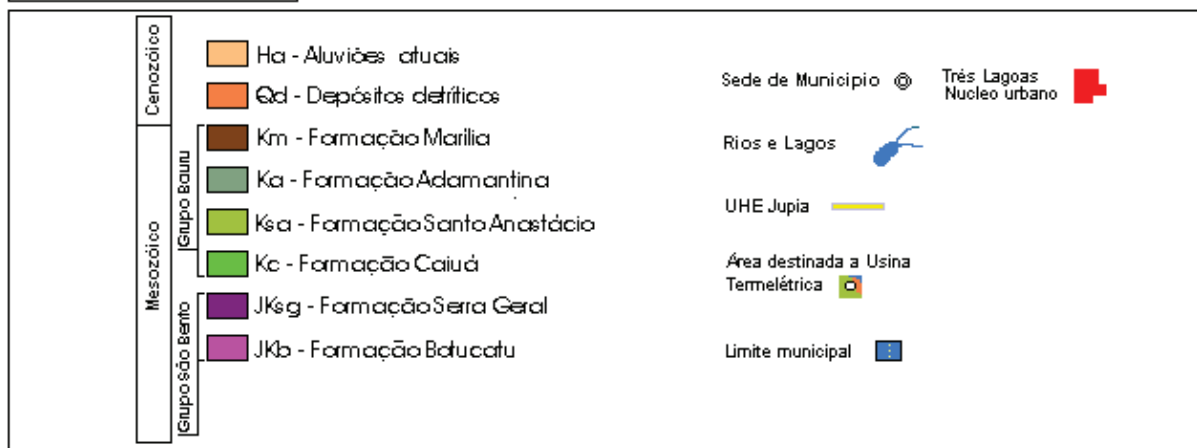 Cenozóico
Ha - Aluviões atuais
Qd - Depósitos detríticos
Mesozóico
Grupo Bauru
Km - Formação Marília
Ka - Formação Adamantina
Ksa - Formação Santo Anastácio
Kc - Formação Caiuá
Grupo são Bento
JKsg - Formação Serra Geral
JKb - Formação Botucatu
Sede de Município
Três Lagoas
Nucleo urbano
Rios e Lagos
UHE Jupia
Área destinada a Usina
Termelétrica
Limite municipal